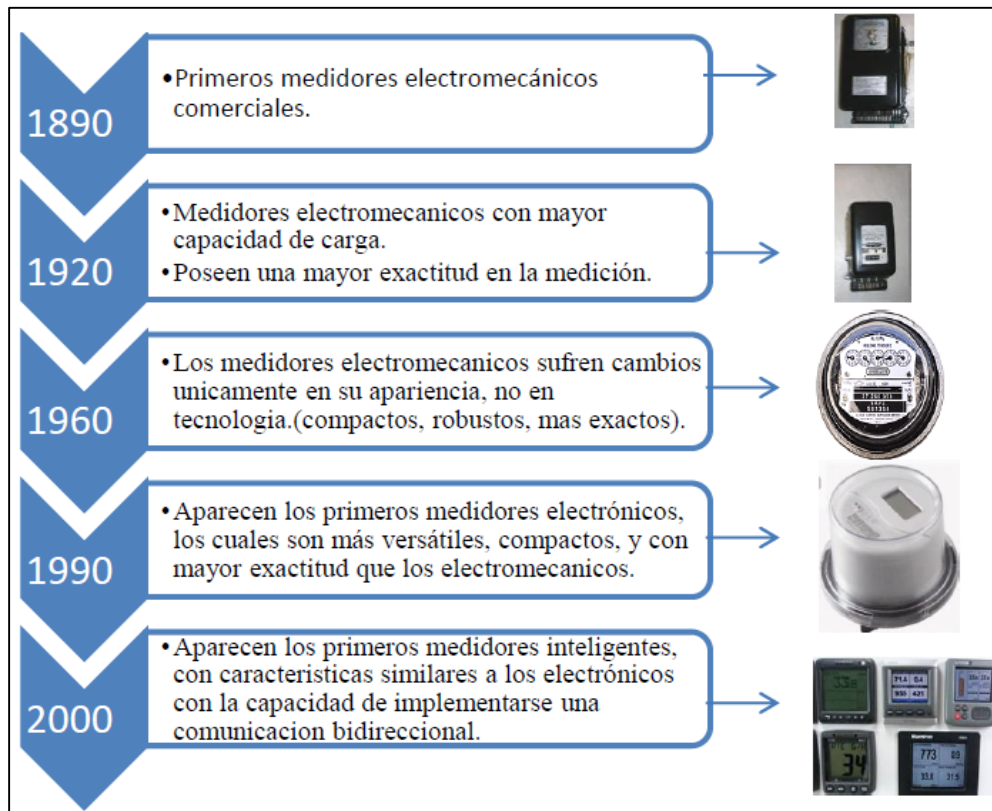 1890
•Primeros medidores electromecánicos
comerciales.
1920
•Medidores electromecanicos con mayor
capacidad de carga.
•Poseen una mayor exactitud en la medición.
1960
•Los medidores electromecanicos sufren cambios
unicamente en su apariencia, no en
tecnologia.(compactos, robustos, mas exactos).
1990
•Aparecen los primeros medidores electrónicos,
los cuales son más versátiles, compactos, y con
mayor exactitud que los electromecanicos.
2000
•Aparecen los primeros medidores inteligentes,
con caracteristicas similares a los electrónicos
con la capacidad de implementarse una
comunicacion bidireccional.
34
773